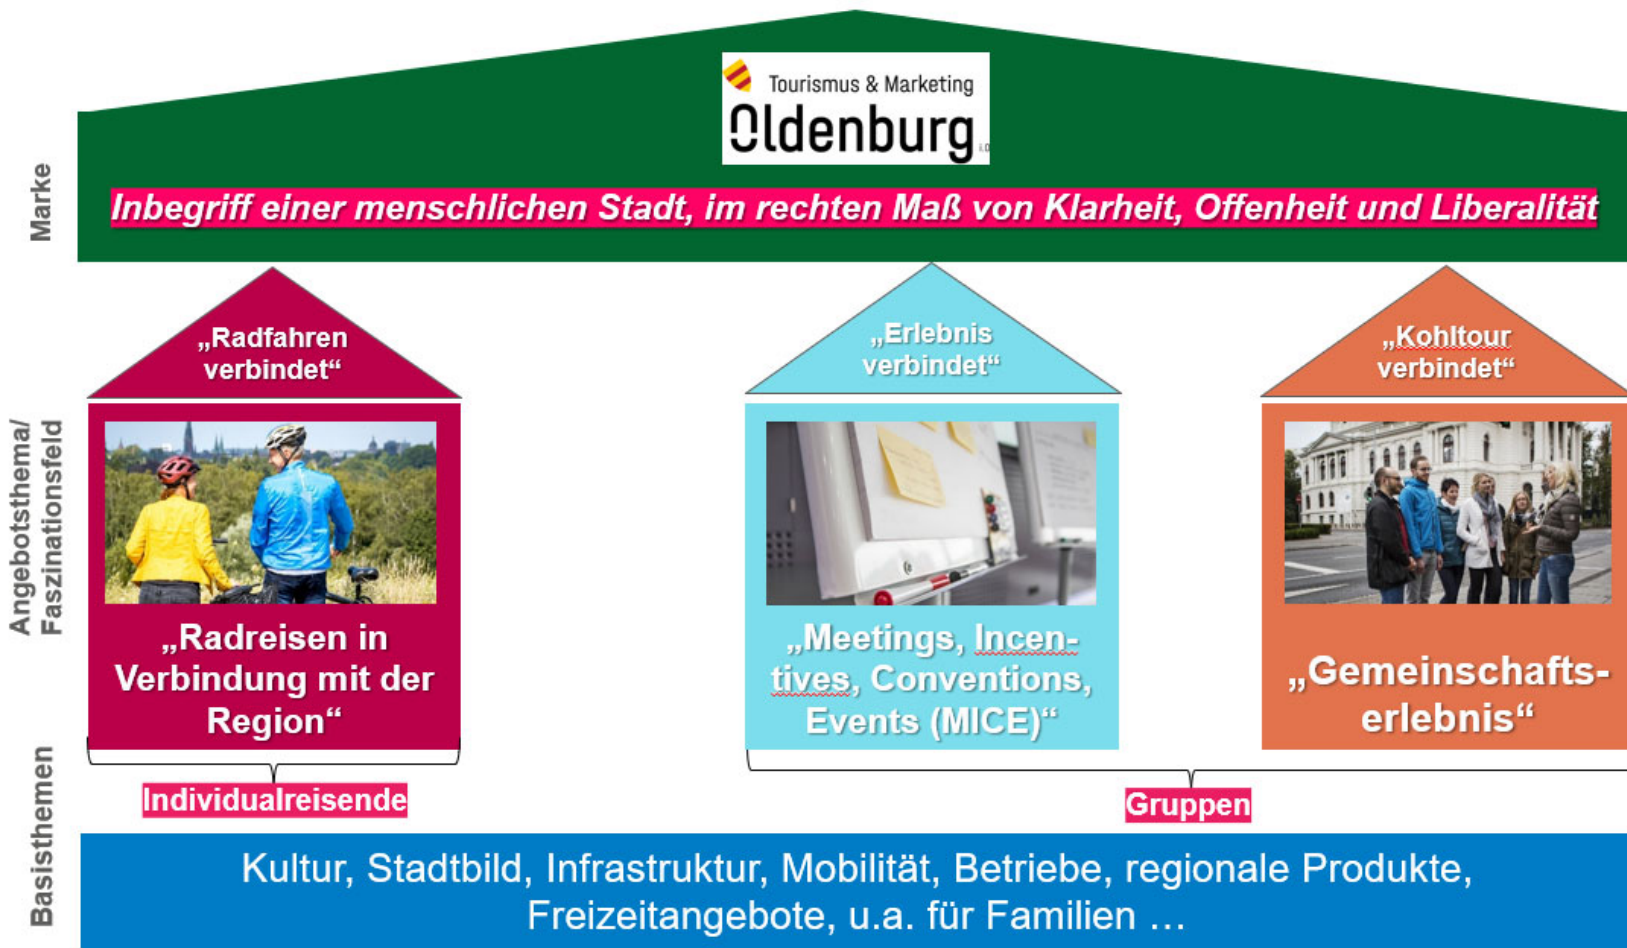 Tourismus & Marketing
Oldenburg
i.O
Marke
Inbegriff einer menschlichen Stadt, im rechten Maß von Klarheit, Offenheit und Liberalität
„Radfahren
verbindet“
„Erlebnis
verbindet“
„Kohltour
verbindet“
Angebotsthema/
Faszinationsfeld
„Radreisen in
Verbindung mit der
Region“
„Meetings, Incen-
tives, Conventions,
Events (MICE)“
„Gemeinschafts-
erlebnis“
Individualreisende
Gruppen
Basisthemen
Kultur, Stadtbild, Infrastruktur, Mobilität, Betriebe, regionale Produkte,
Freizeitangebote, u.a. für Familien …